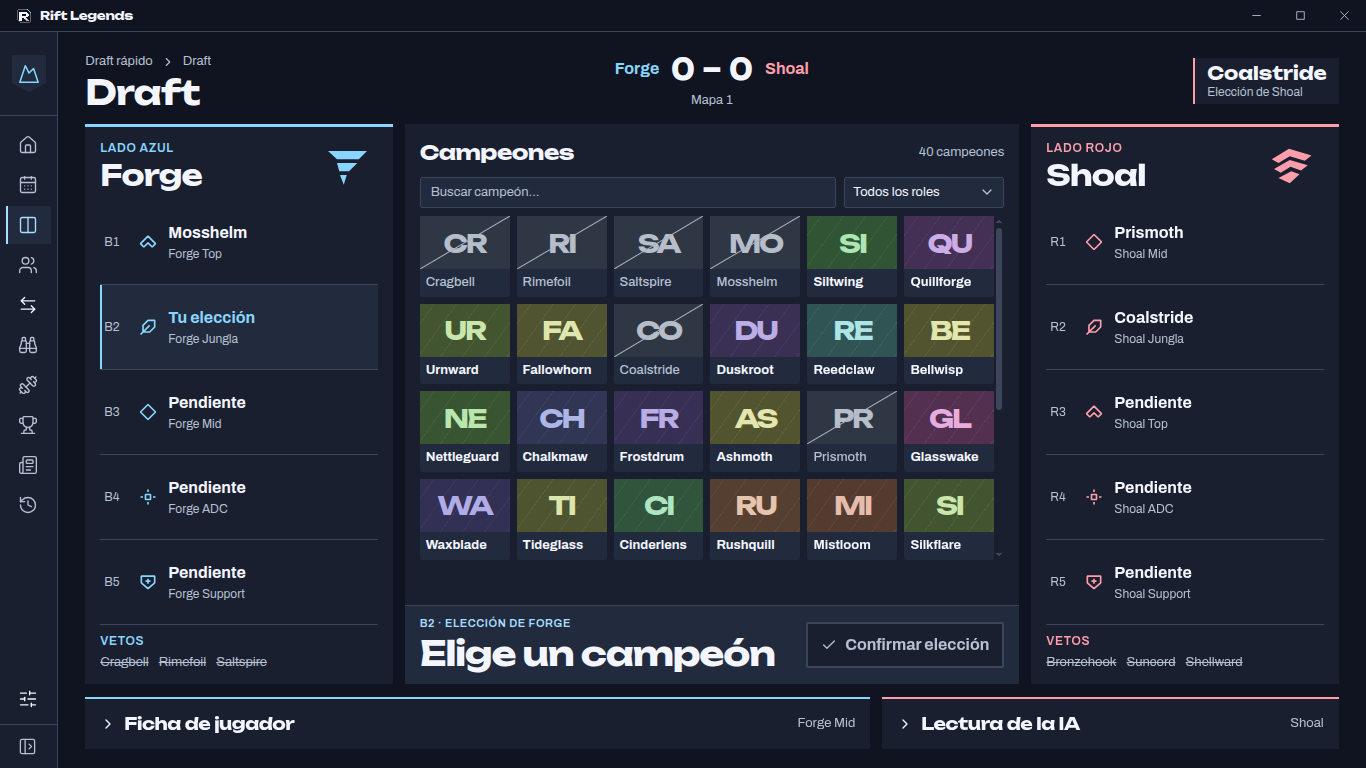 Rift Legends
Draft rápido > Draft
Draft
Forge 0 – 0 Shoal
Mapa 1
Coalstride
Elección de Shoal
LADO AZUL
Forge
B1 Mosshelm
Forge Top
B2 Tu elección
Forge Jungla
B3 Pendiente
Forge Mid
B4 Pendiente
Forge ADC
B5 Pendiente
Forge Support
VETOS
Cragbell Rimefoil Saltspire
Campeones
40 campeones
Buscar campeón...
Todos los roles
CR RI SA MO SI QU
Cragbell Rimefoil Saltspire Mosshelm Siltwing Quillforge
UR FA CO DU RE BE
Urnward Fallowhorn Coalstride Duskroot Reedclaw Bellwisp
NE CH FR AS PR GL
Nettleguard Chalkmaw Frostdrum Ashmoth Prismoth Glasswake
WA TI CI RU MI SI
Waxblade Tideglass Cinderlens Rushquill Mistloom Silkflare
B2 · ELECCIÓN DE FORGE
Elige un campeón
Confirmar elección
LADO ROJO
Shoal
R1 Prismoth
Shoal Mid
R2 Coalstride
Shoal Jungla
R3 Pendiente
Shoal Top
R4 Pendiente
Shoal ADC
R5 Pendiente
Shoal Support
VETOS
Bronzehook Suncord Shellward
Ficha de jugador
Forge Mid
Lectura de la IA
Shoal